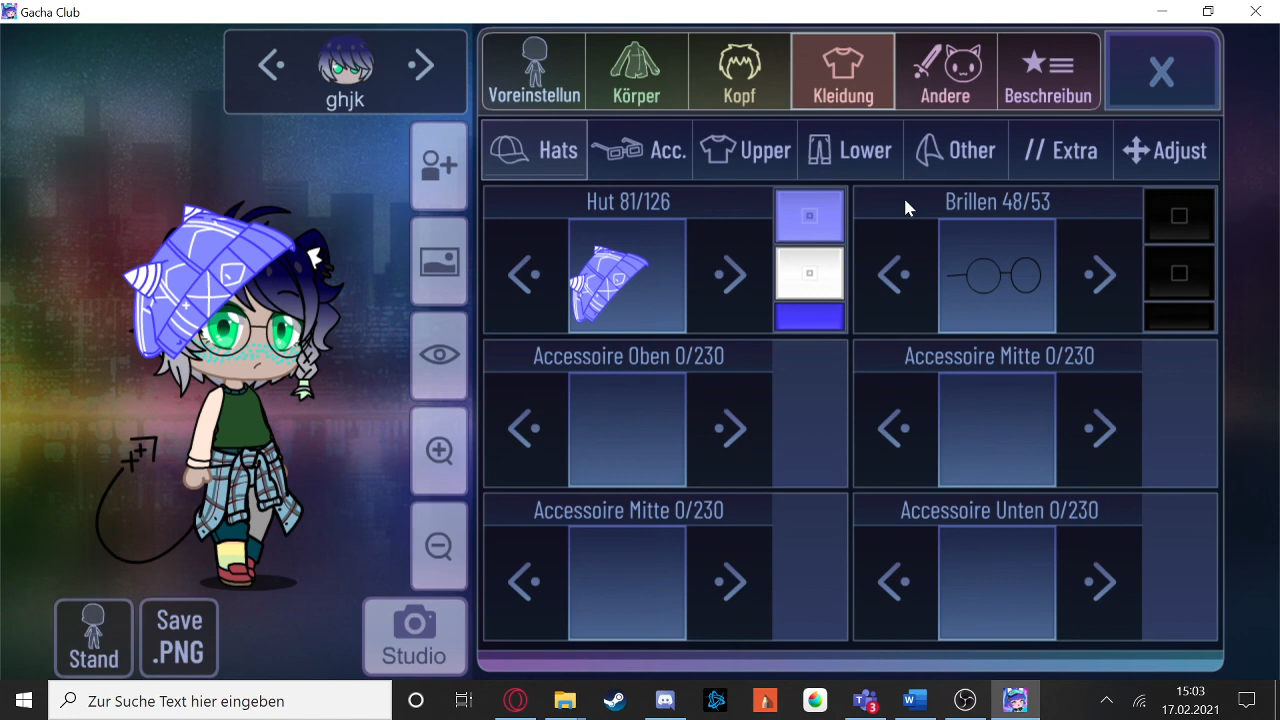 Gacha Club
ghjk
Voreinstellun
Körper
Kopf
Kleidung
Andere
Beschreibun
X
Hats
Acc.
Upper
Lower
Other
// Extra
Adjust
Hut 81/126
Brillen 48/53
Accessoire Oben 0/230
Accessoire Mitte 0/230
Accessoire Mitte 0/230
Accessoire Unten 0/230
Stand
Save
.PNG
Studio
Zur Suche Text hier eingeben
3
15:03
17.02.2021